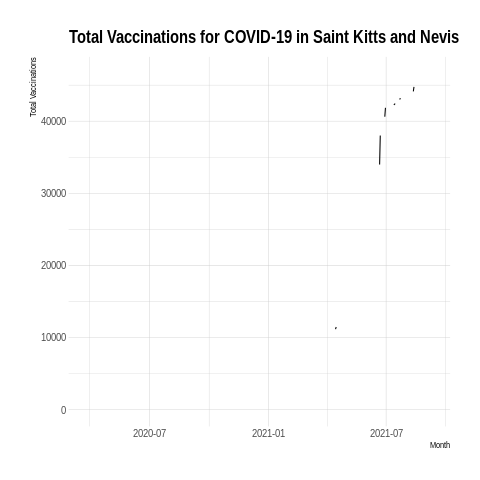 Total Vaccinations for COVID-19 in Saint Kitts and Nevis
Total Vaccinations
40000
30000
20000
10000
0
2020-07 2021-01 2021-07
Month